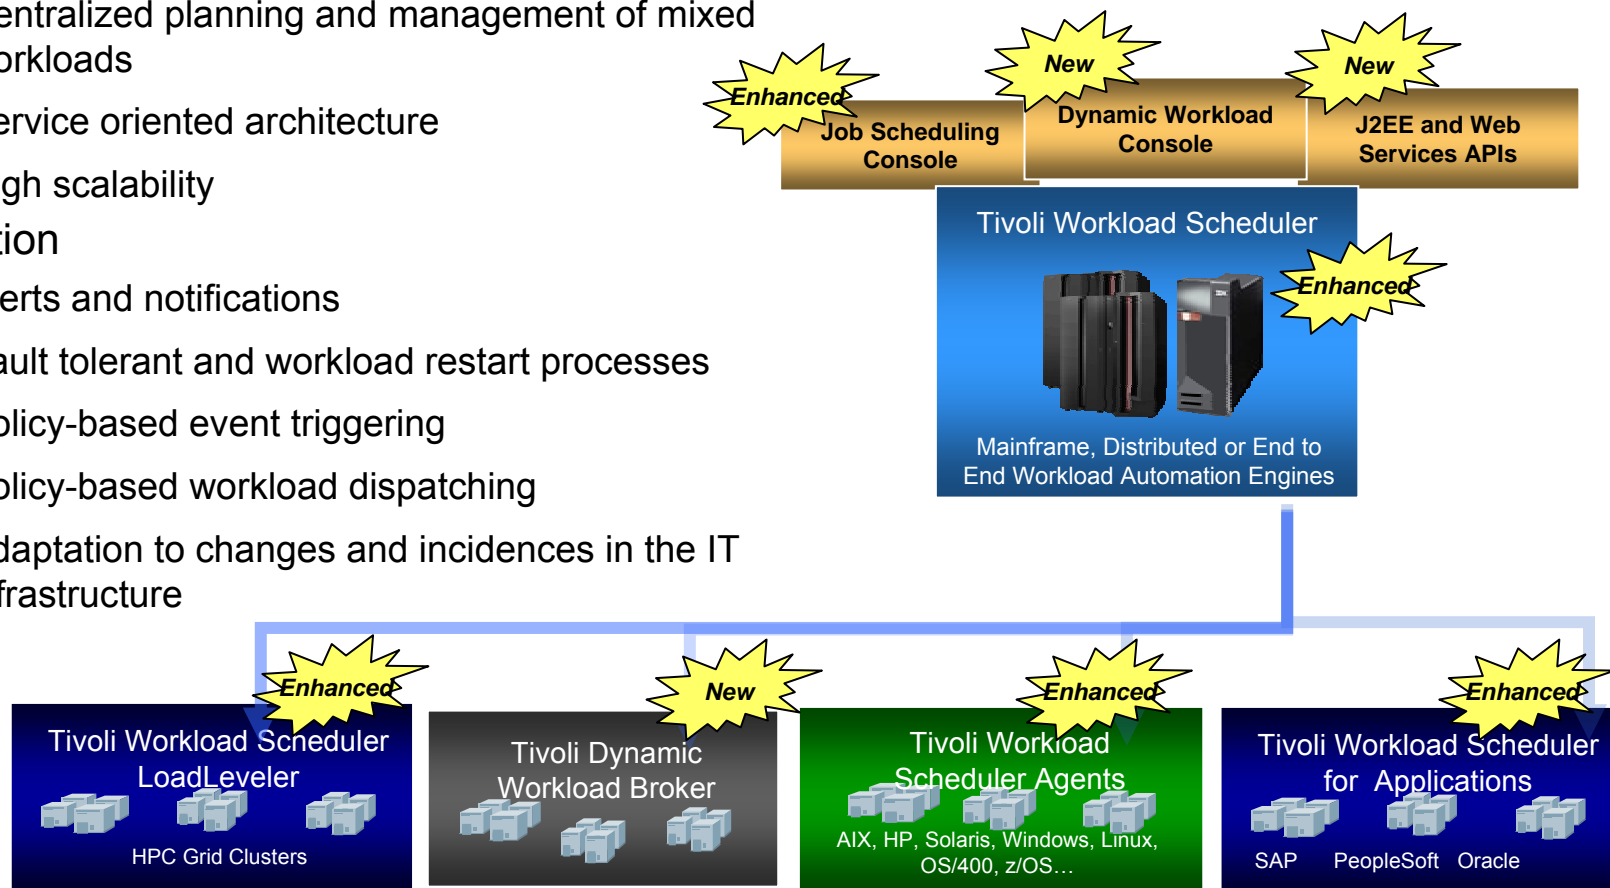 entralized planning and management of mixed
orkloads
ervice oriented architecture
gh scalability
tion
erts and notifications
ault tolerant and workload restart processes
olicy-based event triggering
olicy-based workload dispatching
daptation to changes and incidences in the IT
frastructure
Enhanced
New
New
Job Scheduling
Console
Dynamic Workload
Console
J2EE and Web
Services APIs
Tivoli Workload Scheduler
Enhanced
Mainframe, Distributed or End to
End Workload Automation Engines
Enhanced
New
Enhanced
Enhanced
Tivoli Workload Scheduler
LoadLeveler
HPC Grid Clusters
Tivoli Dynamic
Workload Broker
Tivoli Workload
Scheduler Agents
AIX, HP, Solaris, Windows, Linux,
OS/400, z/OS…
Tivoli Workload Scheduler
for Applications
SAP PeopleSoft Oracle